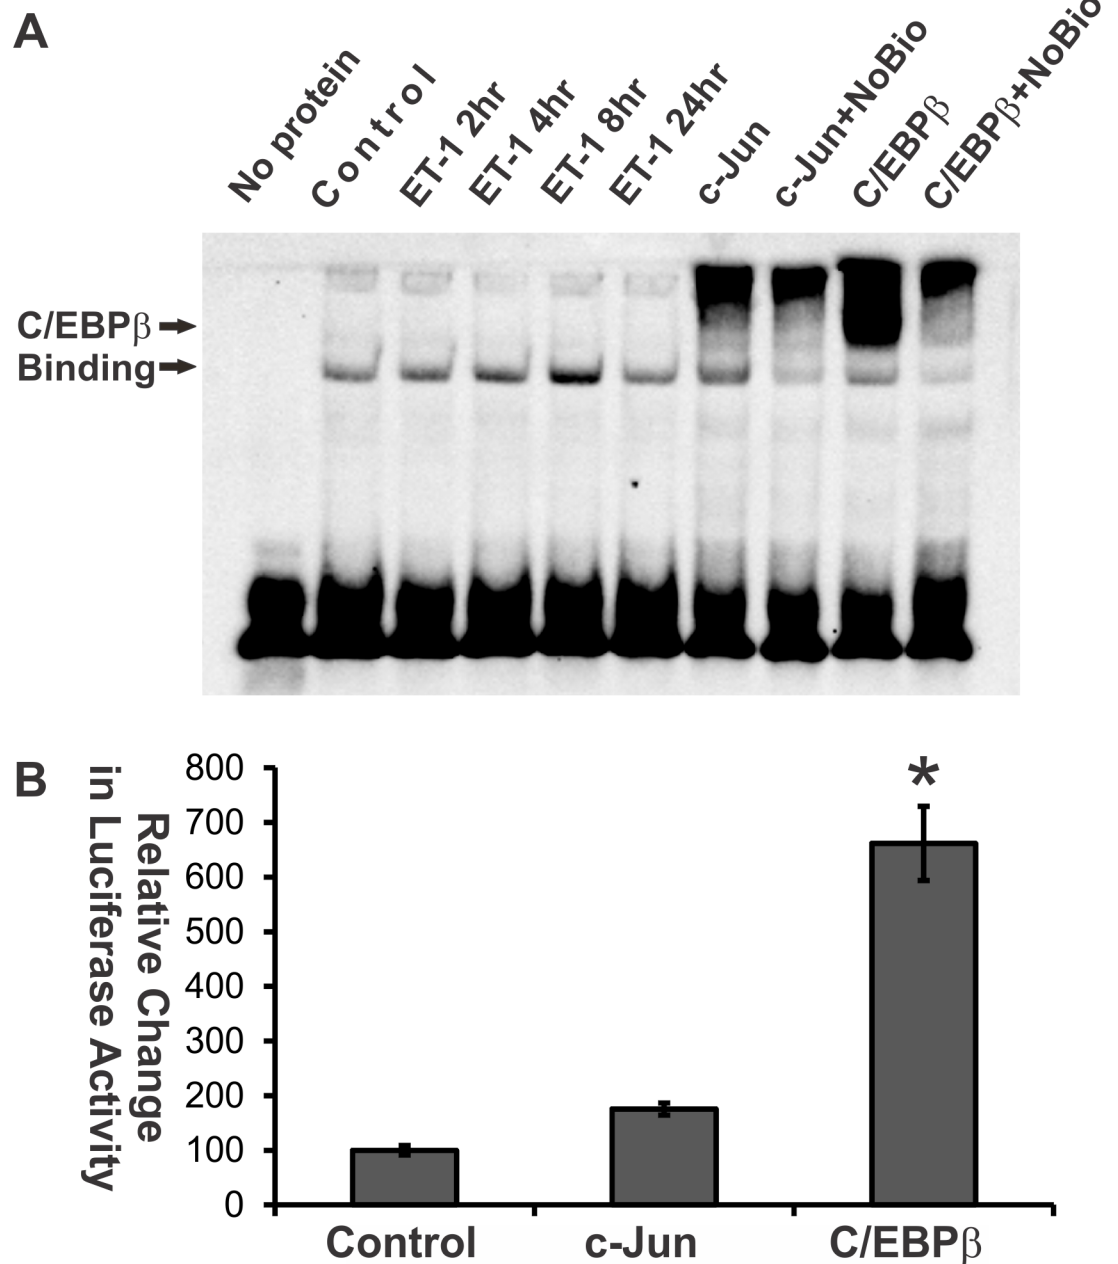 A
No protein
Control
ET-1 2hr
ET-1 4hr
ET-1 8hr
ET-1 24hr
c-Jun
c-Jun+NoBio
C/EBPβ
C/EBPβ+NoBio
C/EBPβ
Binding
B
Relative Change
in Luciferase Activity
800
700
600
500
400
300
200
100
0
*
Control
c-Jun
C/EBPβ